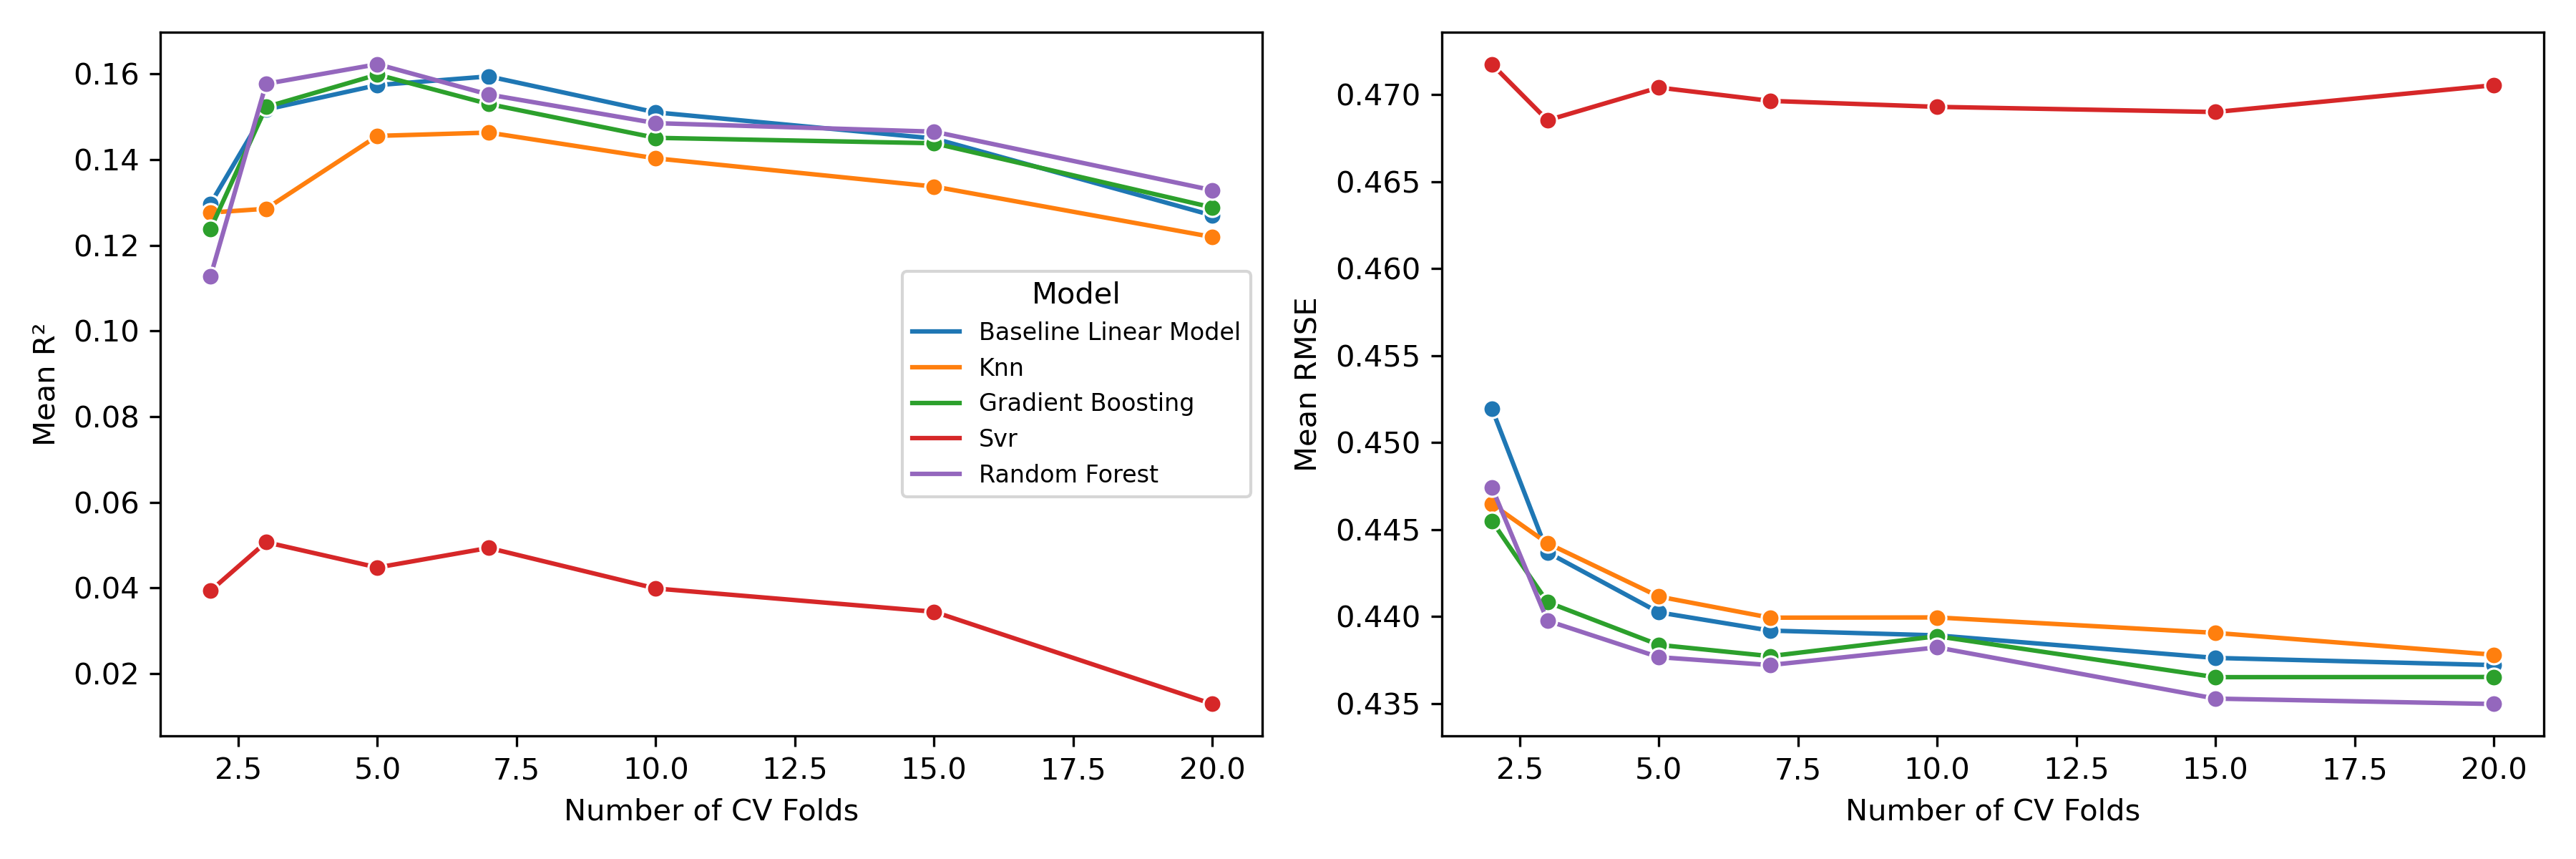 0.16
0.14
0.12
0.10
0.08
0.06
0.04
0.02
Mean R²
2.5 5.0 7.5 10.0 12.5 15.0 17.5 20.0
Number of CV Folds
Model
Baseline Linear Model
Knn
Gradient Boosting
Svr
Random Forest
0.470
0.465
0.460
0.455
0.450
0.445
0.440
0.435
Mean RMSE
2.5 5.0 7.5 10.0 12.5 15.0 17.5 20.0
Number of CV Folds